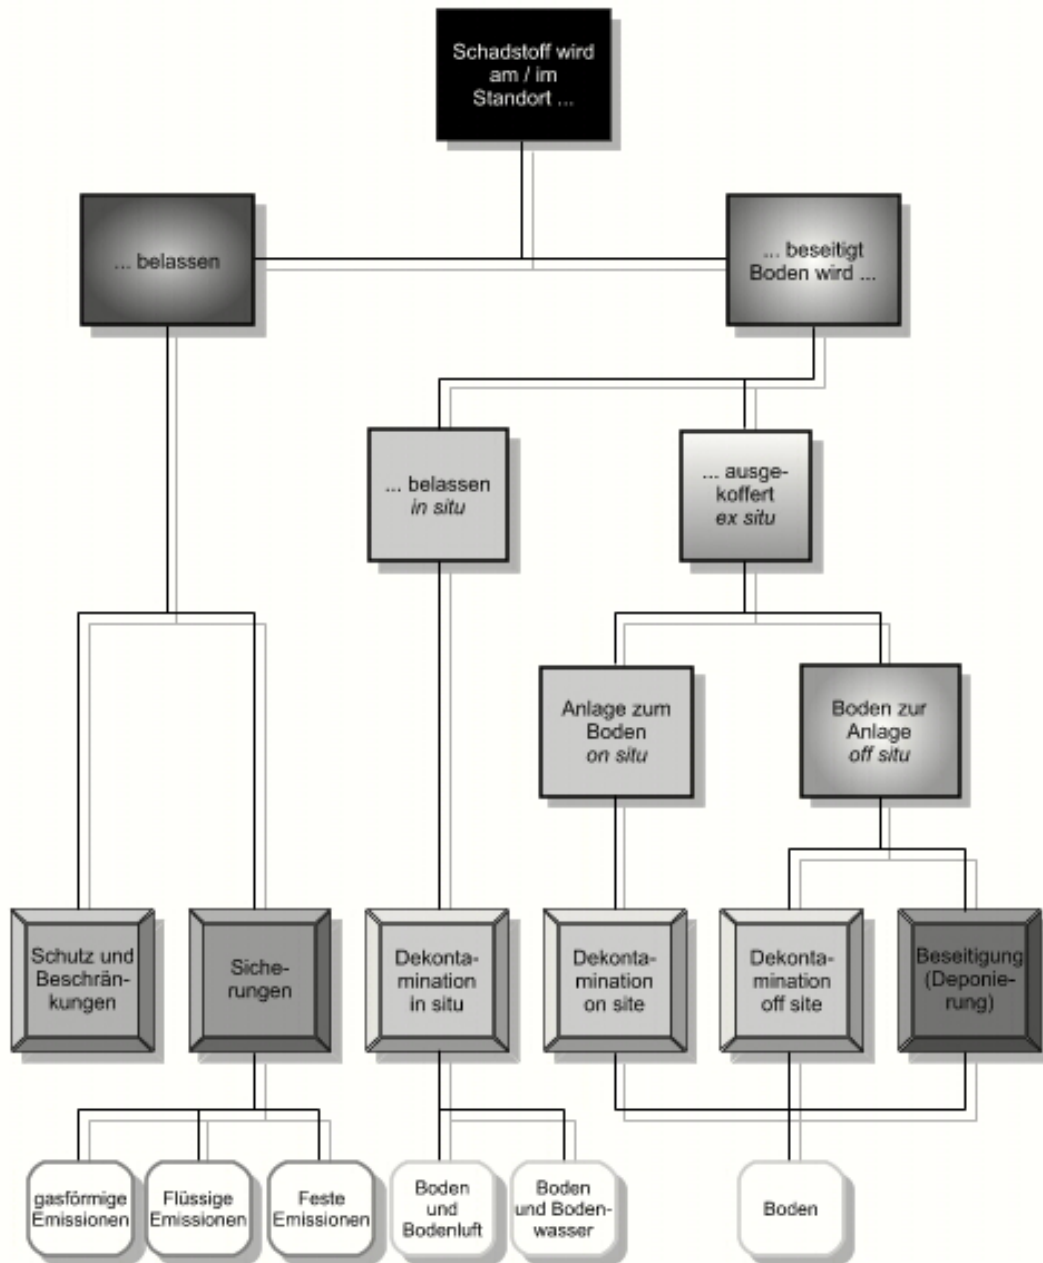 Schadstoff wird
am / im
Standort ...
... belassen
... beseitigt
Boden wird ...
... belassen
in situ
... ausge-
koffert
ex situ
Anlage zum
Boden
on situ
Boden zur
Anlage
off situ
Schutz und
Beschrän-
kungen
Siche-
rungen
Dekonta-
mination
in situ
Dekonta-
mination
on site
Dekonta-
mination
off site
Beseitigung
(Deponie-
rung)
gasförmige
Emissionen
Flüssige
Emissionen
Feste
Emissionen
Boden
und
Bodenluft
Boden
und Boden-
wasser
Boden